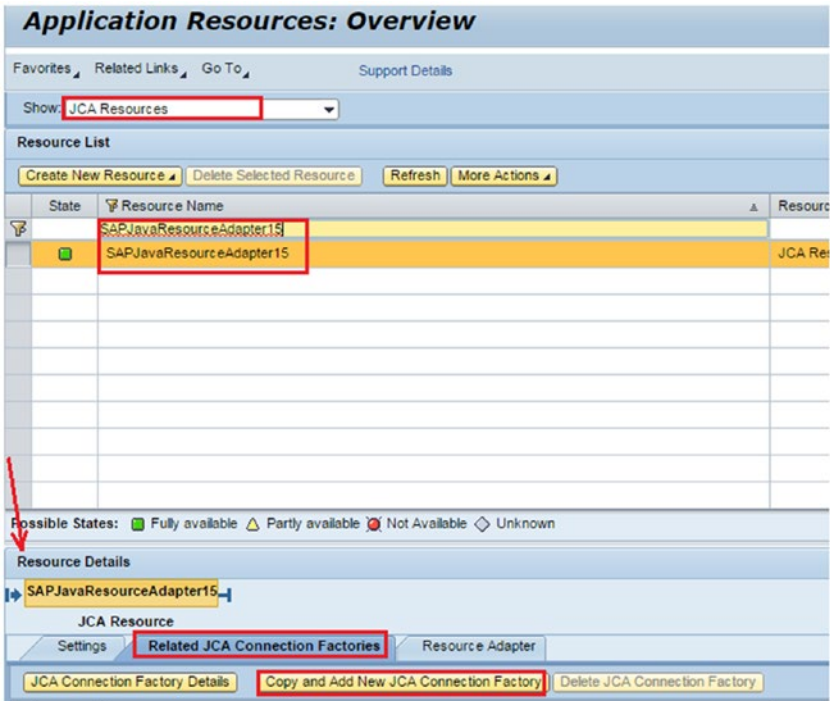 Application Resources: Overview
Favorites Related Links Go To Support Details
Show: JCA Resources
Resource List
Create New Resource Delete Selected Resource Refresh More Actions
State Resource Name Resourc
SAPJavaResourceAdapter15
SAPJavaResourceAdapter15 JCA Res
Possible States: Fully available Partly available Not Available Unknown
Resource Details
SAPJavaResourceAdapter15
JCA Resource
Settings Related JCA Connection Factories Resource Adapter
JCA Connection Factory Details Copy and Add New JCA Connection Factory Delete JCA Connection Factory